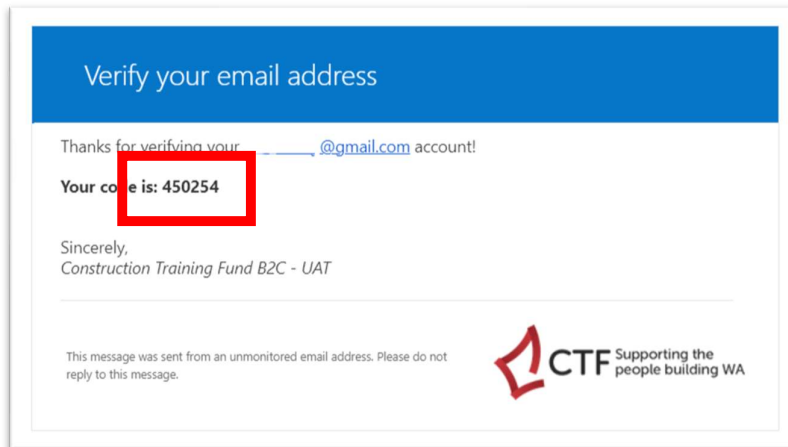 Verify your email address
Thanks for verifying your @gmail.com account!
Your code is: 450254
Sincerely,
Construction Training Fund B2C - UAT
This message was sent from an unmonitored email address. Please do not
reply to this message.
CTF Supporting the
people building WA